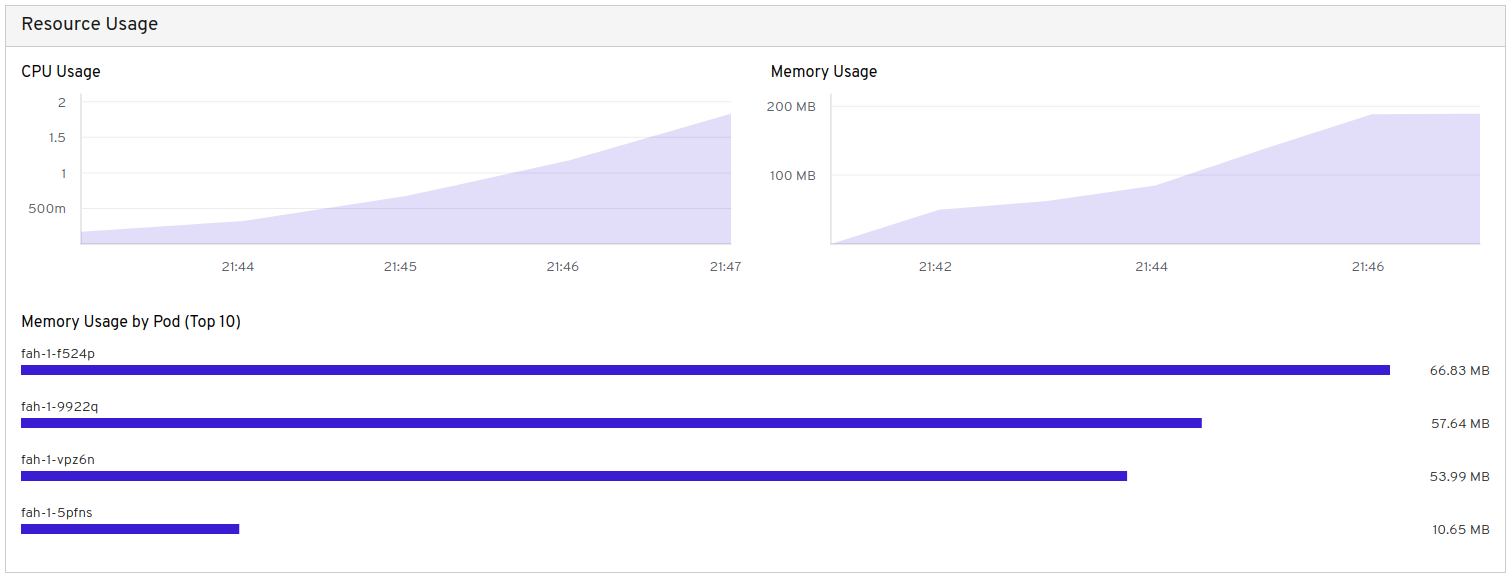 Resource Usage
CPU Usage
2
1.5
1
500m
21:44 21:45 21:46 21:47
Memory Usage
200 MB
100 MB
21:42 21:44 21:46
Memory Usage by Pod (Top 10)
fah-1-f524p
66.83 MB
fah-1-9922q
57.64 MB
fah-1-vpz6n
53.99 MB
fah-1-5pfns
10.65 MB